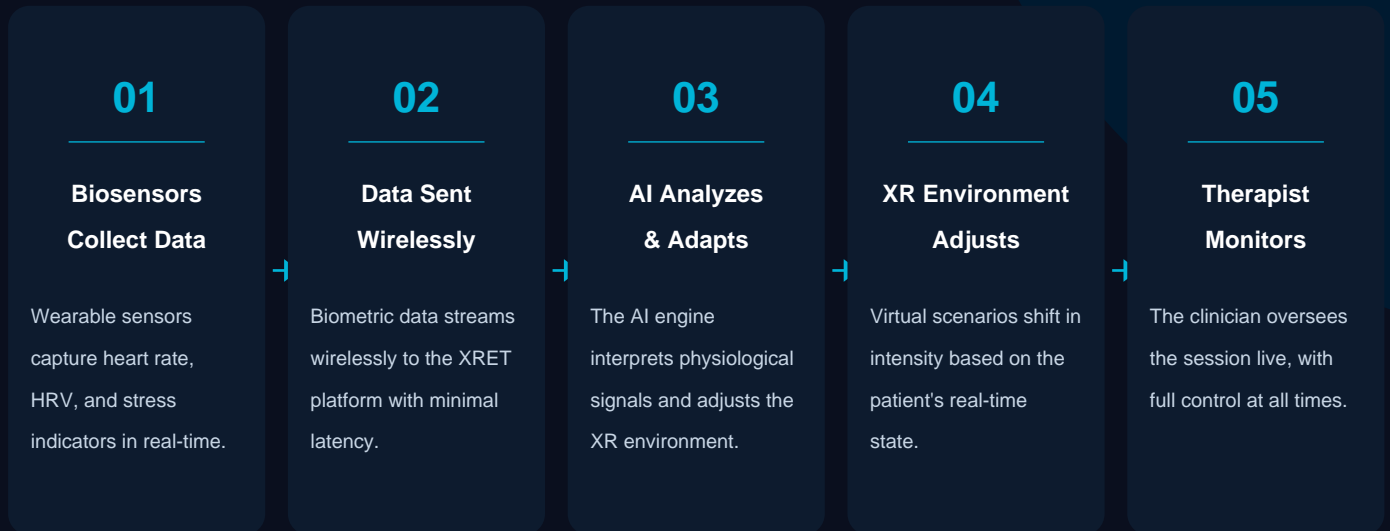 01
Biosensors
Collect Data
Wearable sensors
capture heart rate,
HRV, and stress
indicators in real-time.
02
Data Sent
Wirelessly
Biometric data streams
wirelessly to the XRET
platform with minimal
latency.
03
AI Analyzes
& Adapts
The AI engine
interprets physiological
signals and adjusts the
XR environment.
04
XR Environment
Adjusts
Virtual scenarios shift in
intensity based on the
patient's real-time
state.
05
Therapist
Monitors
The clinician oversees
the session live, with
full control at all times.